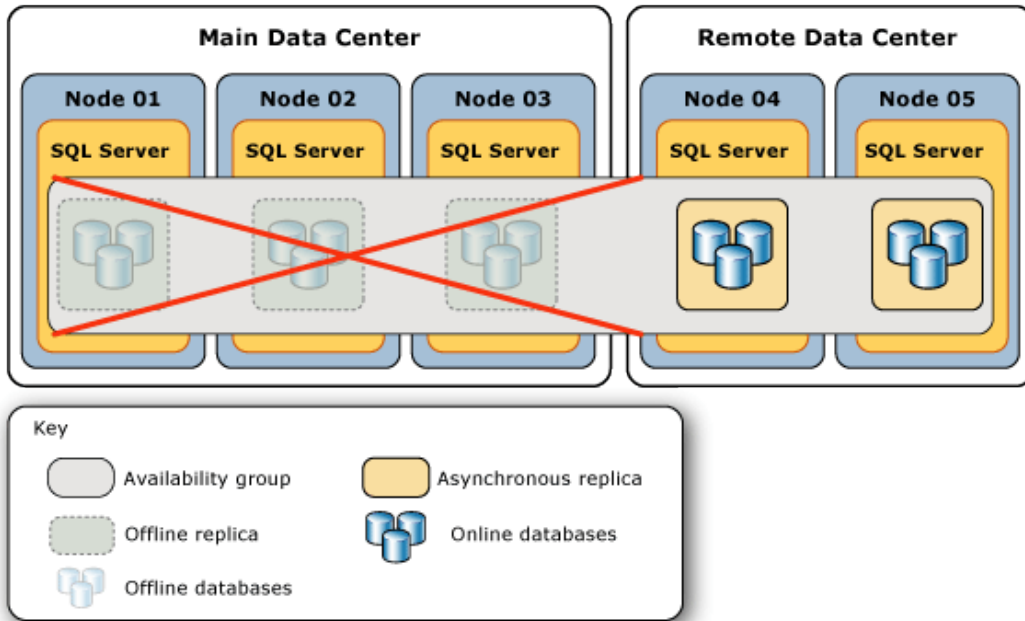 Main Data Center
Remote Data Center
Node 01
Node 02
Node 03
Node 04
Node 05
SQL Server
SQL Server
SQL Server
SQL Server
SQL Server
Key
Availability group
Asynchronous replica
Offline replica
Online databases
Offline databases